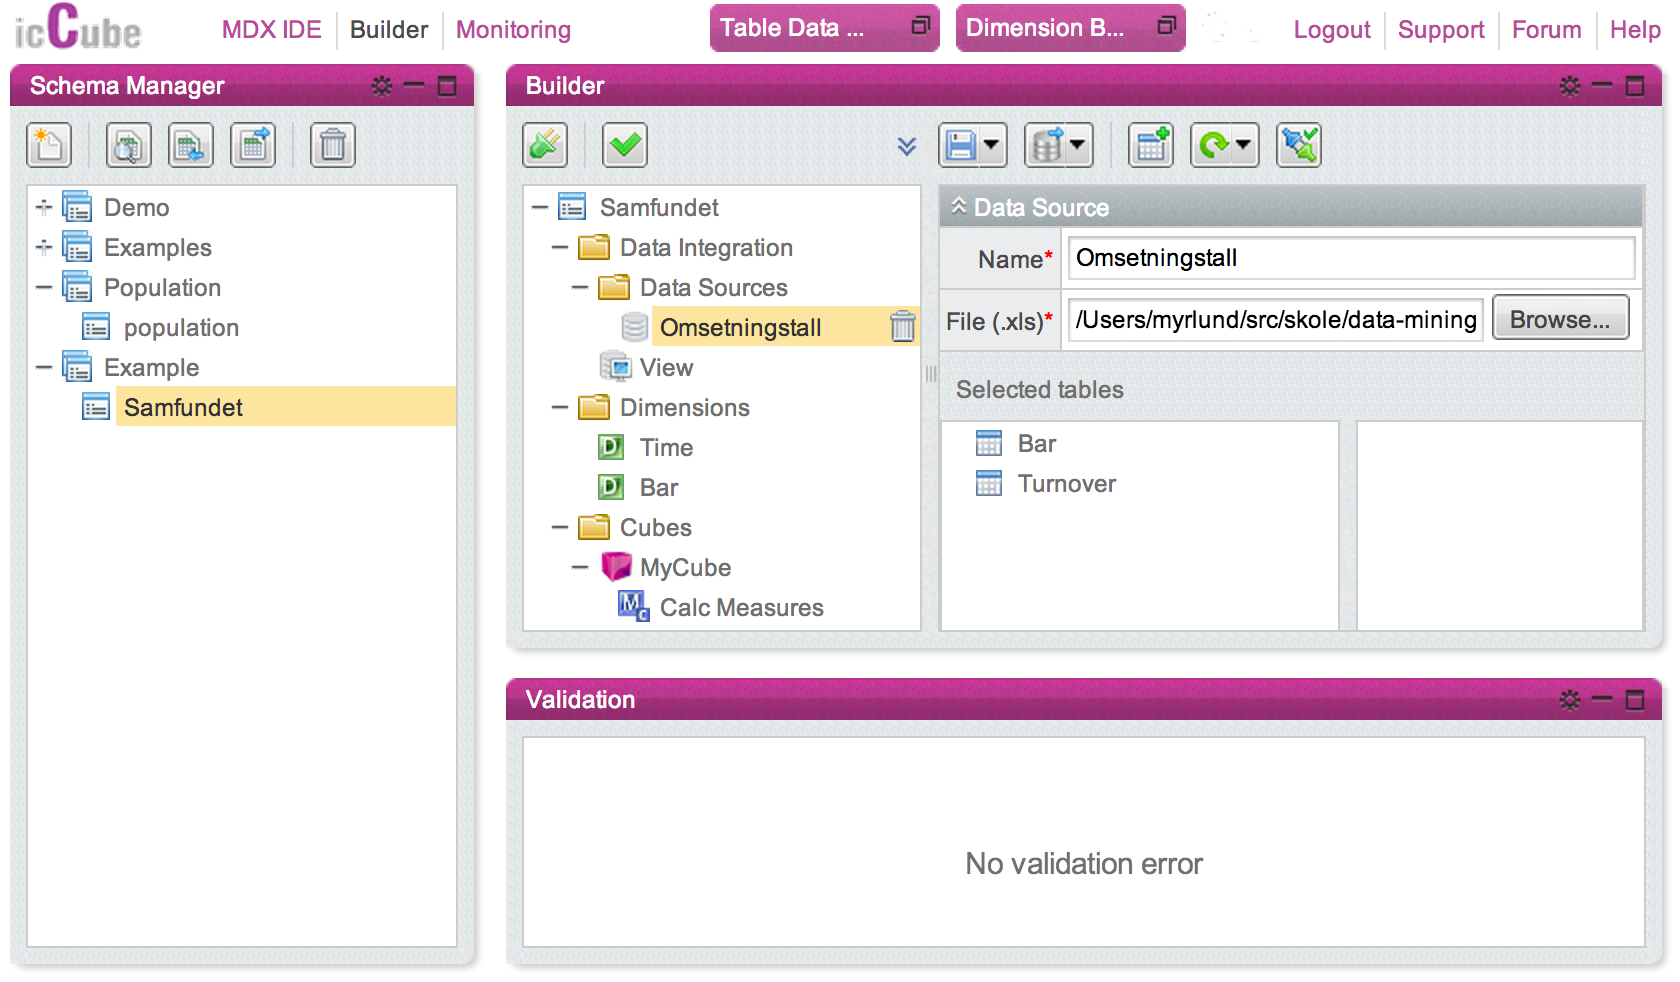 icCube
MDX IDE
Builder
Monitoring
Table Data ...
Dimension B...
Logout
Support
Forum
Help
Schema Manager
Demo
Examples
Population
population
Example
Samfundet
Builder
Samfundet
Data Integration
Data Sources
Omsetningstall
View
Dimensions
Time
Bar
Cubes
MyCube
Calc Measures
Data Source
Name* Omsetningstall
File (.xls)* /Users/myrlund/src/skole/data-mining Browse...
Selected tables
Bar
Turnover
Validation
No validation error